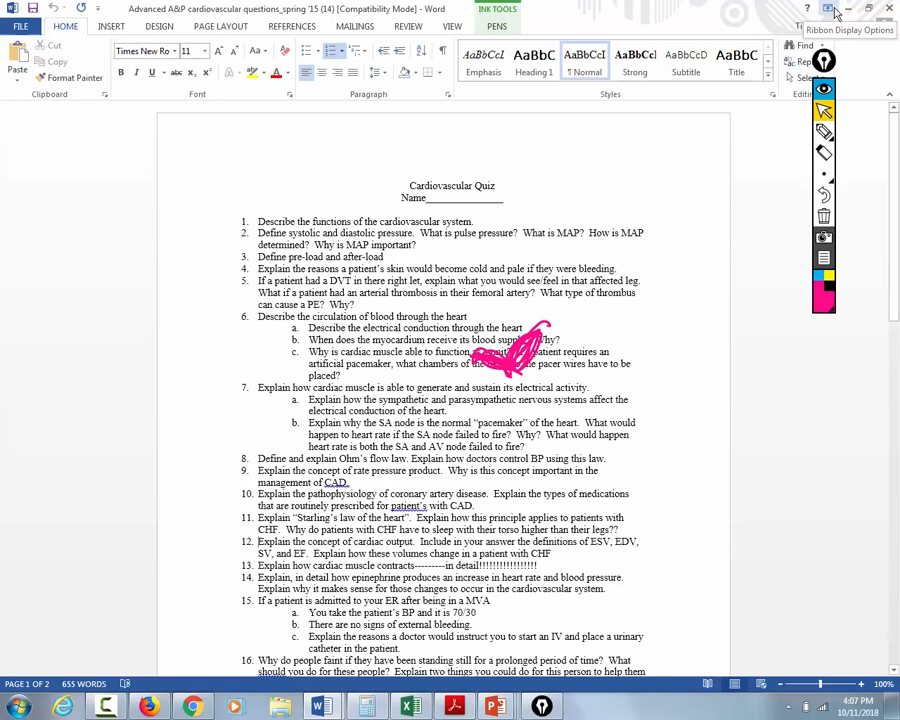 Advanced A&P cardiovascular questions_spring '15 (14) [Compatibility Mode] - Word
INK TOOLS
FILE HOME INSERT DESIGN PAGE LAYOUT REFERENCES MAILINGS REVIEW VIEW PENS
Ribbon Display Options
Cut
Copy
Format Painter
Paste
Times New Ro 11
AaBbCcI AaBbC AaBbCcI AaBbCcl AaBbCcD AaBbC
Emphasis Heading 1 ¶ Normal Strong Subtitle Title
Find
Clipboard Font Paragraph Styles
Cardiovascular Quiz
Name_______________
1. Describe the functions of the cardiovascular system.
2. Define systolic and diastolic pressure. What is pulse pressure? What is MAP? How is MAP
determined? Why is MAP important?
3. Define pre-load and after-load
4. Explain the reasons a patient's skin would become cold and pale if they were bleeding.
5. If a patient had a DVT in there right let, explain what you would see/feel in that affected leg.
What if a patient had an arterial thrombosis in their femoral artery? What type of thrombus
can cause a PE? Why?
6. Describe the circulation of blood through the heart
a. Describe the electrical conduction through the heart
b. When does the myocardium receive its blood Why?
c. Why is cardiac muscle able to function patient requires an
artificial pacemaker, what chambers of the pacer wires have to be
placed?
7. Explain how cardiac muscle is able to generate and sustain its electrical activity.
a. Explain how the sympathetic and parasympathetic nervous systems affect the
electrical conduction of the heart.
b. Explain why the SA node is the normal "pacemaker" of the heart. What would
happen to heart rate if the SA node failed to fire? Why? What would happen
heart rate is both the SA and AV node failed to fire?
8. Define and explain Ohm's flow law. Explain how doctors control BP using this law.
9. Explain the concept of rate pressure product. Why is this concept important in the
management of CAD.
10. Explain the pathophysiology of coronary artery disease. Explain the types of medications
that are routinely prescribed for patient's with CAD.
11. Explain "Starling's law of the heart". Explain how this principle applies to patients with
CHF. Why do patients with CHF have to sleep with their torso higher than their legs??
12. Explain the concept of cardiac output. Include in your answer the definitions of ESV, EDV,
SV, and EF. Explain how these volumes change in a patient with CHF
13. Explain how cardiac muscle contracts---------in detail!!!!!!!!!!!!!!!!!
14. Explain, in detail how epinephrine produces an increase in heart rate and blood pressure.
Explain why it makes sense for those changes to occur in the cardiovascular system.
15. If a patient is admitted to your ER after being in a MVA
a. You take the patient's BP and it is 70/30
b. There are no signs of external bleeding.
c. Explain the reasons a doctor would instruct you to start an IV and place a urinary
catheter in the patient.
16. Why do people faint if they have been standing still for a prolonged period of time? What
should you do for these people? Explain two things you could do for this person to help them
PAGE 1 OF 2 655 WORDS 100%
4:07 PM
10/11/2018